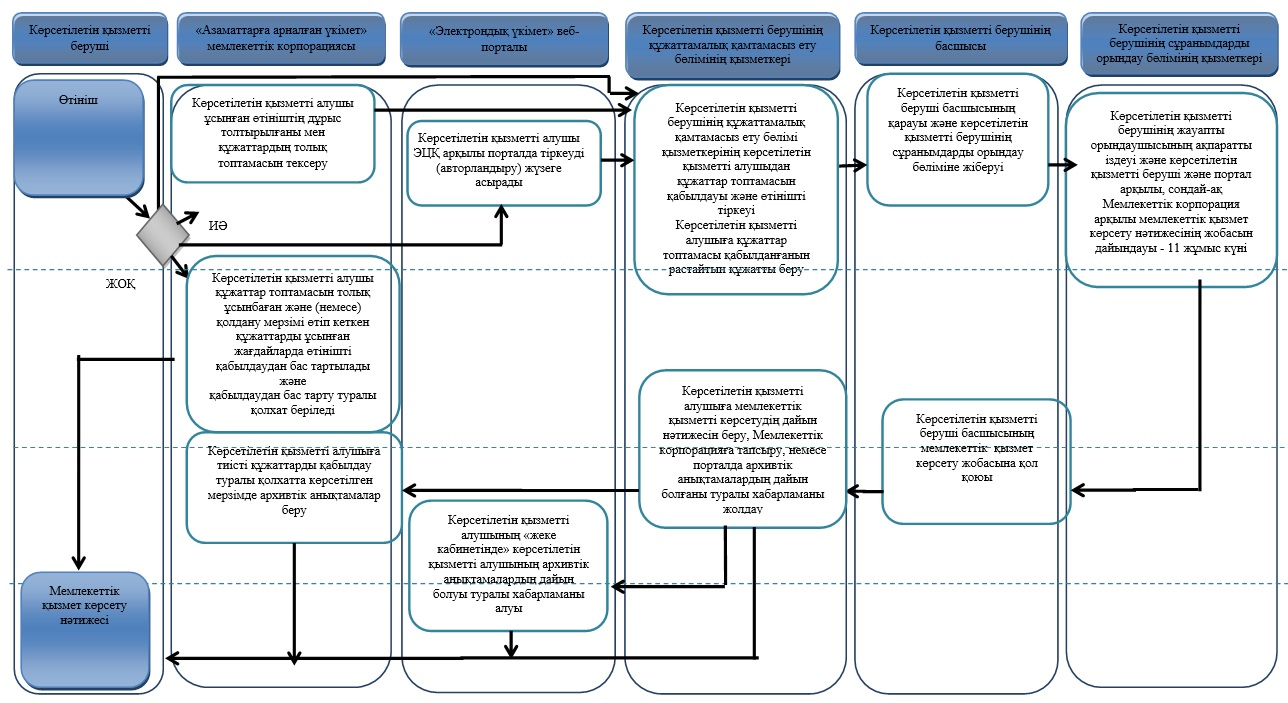 Көрсетілетін қызметті
беруші
«Азаматтарға арналған үкімет»
мемлекеттік корпорациясы
«Электрондық үкімет» веб-
порталы
Көрсетілетін қызметті берушінің
құжаттамалық қамтамасыз ету
бөлімінің қызметкері
Көрсетілетін қызметті берушінің
басшысы
Көрсетілетін қызметті
берушінің сұранымдарды
орындау бөлімінің қызметкері
Өтініш
Көрсетілетін қызметті алушы
ұсынған өтініштің дұрыс
толтырылғаны мен
құжаттардың толық
топтамасын тексеру
Көрсетілетін қызметті алушы
ЭЦҚ арқылы порталда тіркеуді
(авторландыру) жүзеге
асырады
Көрсетілетін қызметті
берушінің құжаттамалық
қамтамасыз ету бөлімі
қызметкерінің көрсетілетін
қызметті алушыдан
құжаттар топтамасын
қабылдауы және өтінішті
тіркеуі
Көрсетілетін қызметті
алушыға құжаттар
топтамасы қабылданғанын
растайтын құжатты беру
Көрсетілетін қызметті
беруші басшысының
қарауы және көрсетілетін
қызметті берушінің
сұранымдарды орындау
бөліміне жіберуі
Көрсетілетін қызметті
берушінің жауапты
орындаушысының ақпаратты
іздеуі және көрсетілетін
қызметті беруші және портал
арқылы, сондай-ақ
Мемлекеттік корпорация
арқылы мемлекеттік қызмет
көрсету нәтижесінің жобасын
дайындауы - 11 жұмыс күні
ИӘ
ЖОҚ
Көрсетілетін қызметті алушы
құжаттар топтамасын толық
ұсынбаған және (немесе)
қолдану мерзімі өтіп кеткен
құжаттарды ұсынған
жағдайларда өтінішті
қабылдаудан бас тартылады
және
қабылдаудан бас тарту туралы
қолхат беріледі
Көрсетілетін қызметті
алушыға мемлекеттік
қызметті көрсетудің дайын
нәтижесін беру, Мемлекеттік
корпорацияға тапсыру, немесе
порталда архивтік
анықтамалардың дайын
болғаны туралы хабарламаны
жолдау
Көрсетілетін қызметті
беруші басшысының
мемлекеттік қызмет
көрсету жобасына қол
қоюы
Көрсетілетін қызметті алушыға
тиісті құжаттарды қабылдау
туралы қолхатта көрсетілген
мерзімде архивтік анықтамалар
беру
Көрсетілетін қызметті
алушының «жеке
кабинетінде» көрсетілетін
қызметті алушының архивтік
анықтамалардың дайын
болуы туралы хабарламаны
алуы
Мемлекеттік
қызмет көрсету
нәтижесі